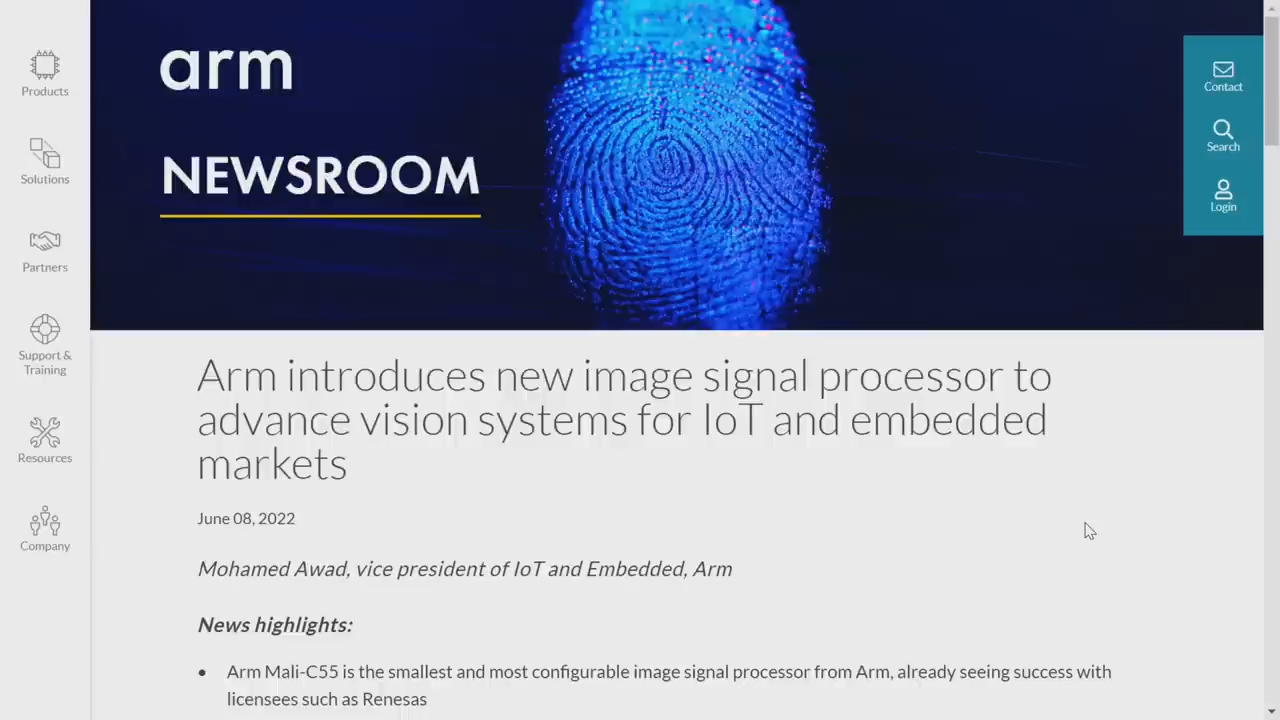 arm
NEWSROOM
Products
Solutions
Partners
Support &
Training
Resources
Company
Contact
Search
Login
Arm introduces new image signal processor to
advance vision systems for IoT and embedded
markets
June 08, 2022
Mohamed Awad, vice president of IoT and Embedded, Arm
News highlights:
• Arm Mali-C55 is the smallest and most configurable image signal processor from Arm, already seeing success with
licensees such as Renesas